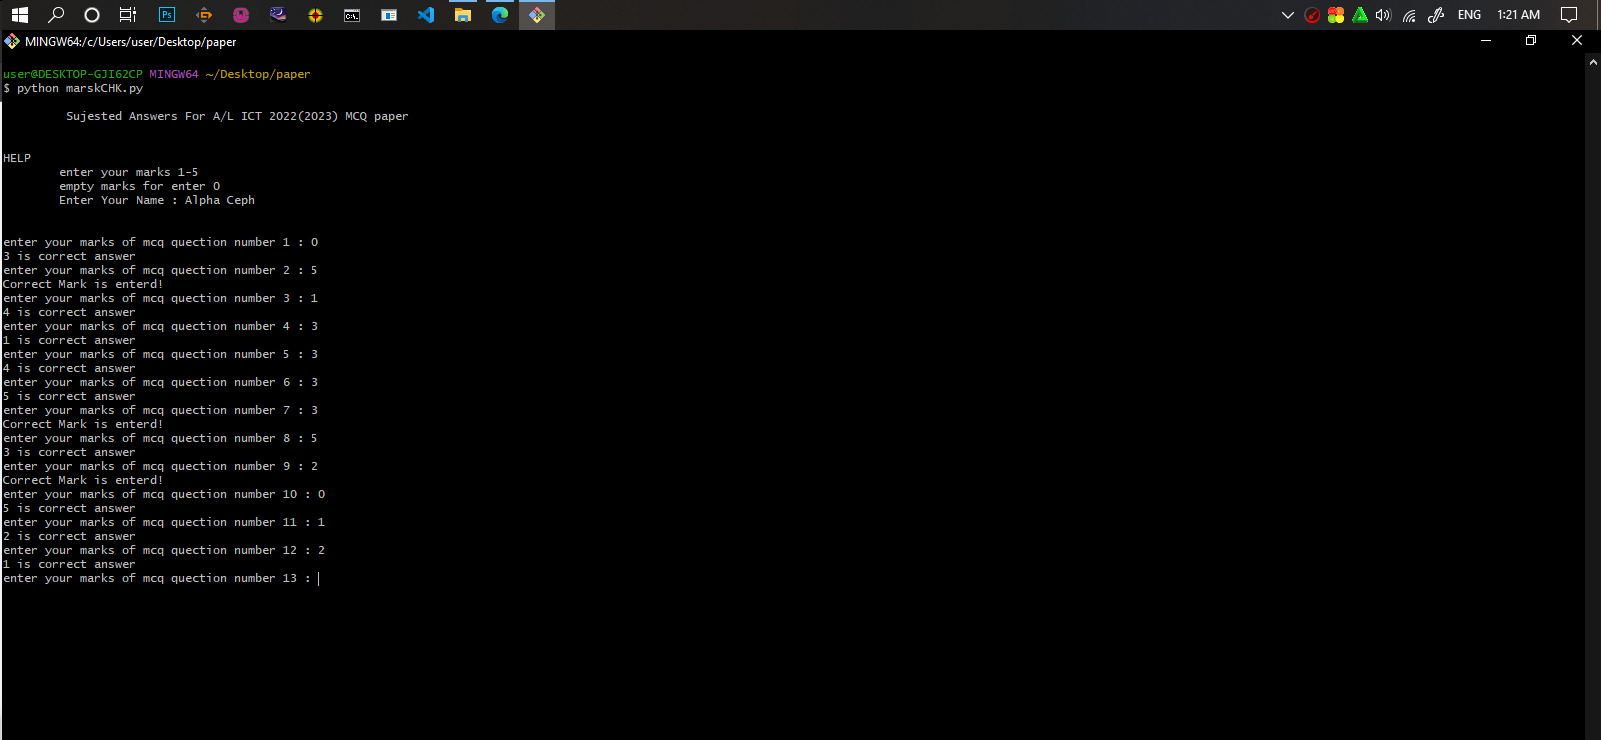 Ps
ENG
1:21 AM
MINGW64:/c/Users/user/Desktop/paper
user@DESKTOP-GJI62CP MINGW64 ~/Desktop/paper
$ python marskCHK.py
Sujested Answers For A/L ICT 2022(2023) MCQ paper
HELP
enter your marks 1-5
empty marks for enter 0
Enter Your Name : Alpha Ceph
enter your marks of mcq question number 1 : 0
3 is correct answer
enter your marks of mcq question number 2 : 5
Correct Mark is enterd!
enter your marks of mcq question number 3 : 1
4 is correct answer
enter your marks of mcq question number 4 : 3
1 is correct answer
enter your marks of mcq question number 5 : 3
4 is correct answer
enter your marks of mcq question number 6 : 3
5 is correct answer
enter your marks of mcq question number 7 : 3
Correct Mark is enterd!
enter your marks of mcq question number 8 : 5
3 is correct answer
enter your marks of mcq question number 9 : 2
Correct Mark is enterd!
enter your marks of mcq question number 10 : 0
5 is correct answer
enter your marks of mcq question number 11 : 1
2 is correct answer
enter your marks of mcq question number 12 : 2
1 is correct answer
enter your marks of mcq question number 13 :